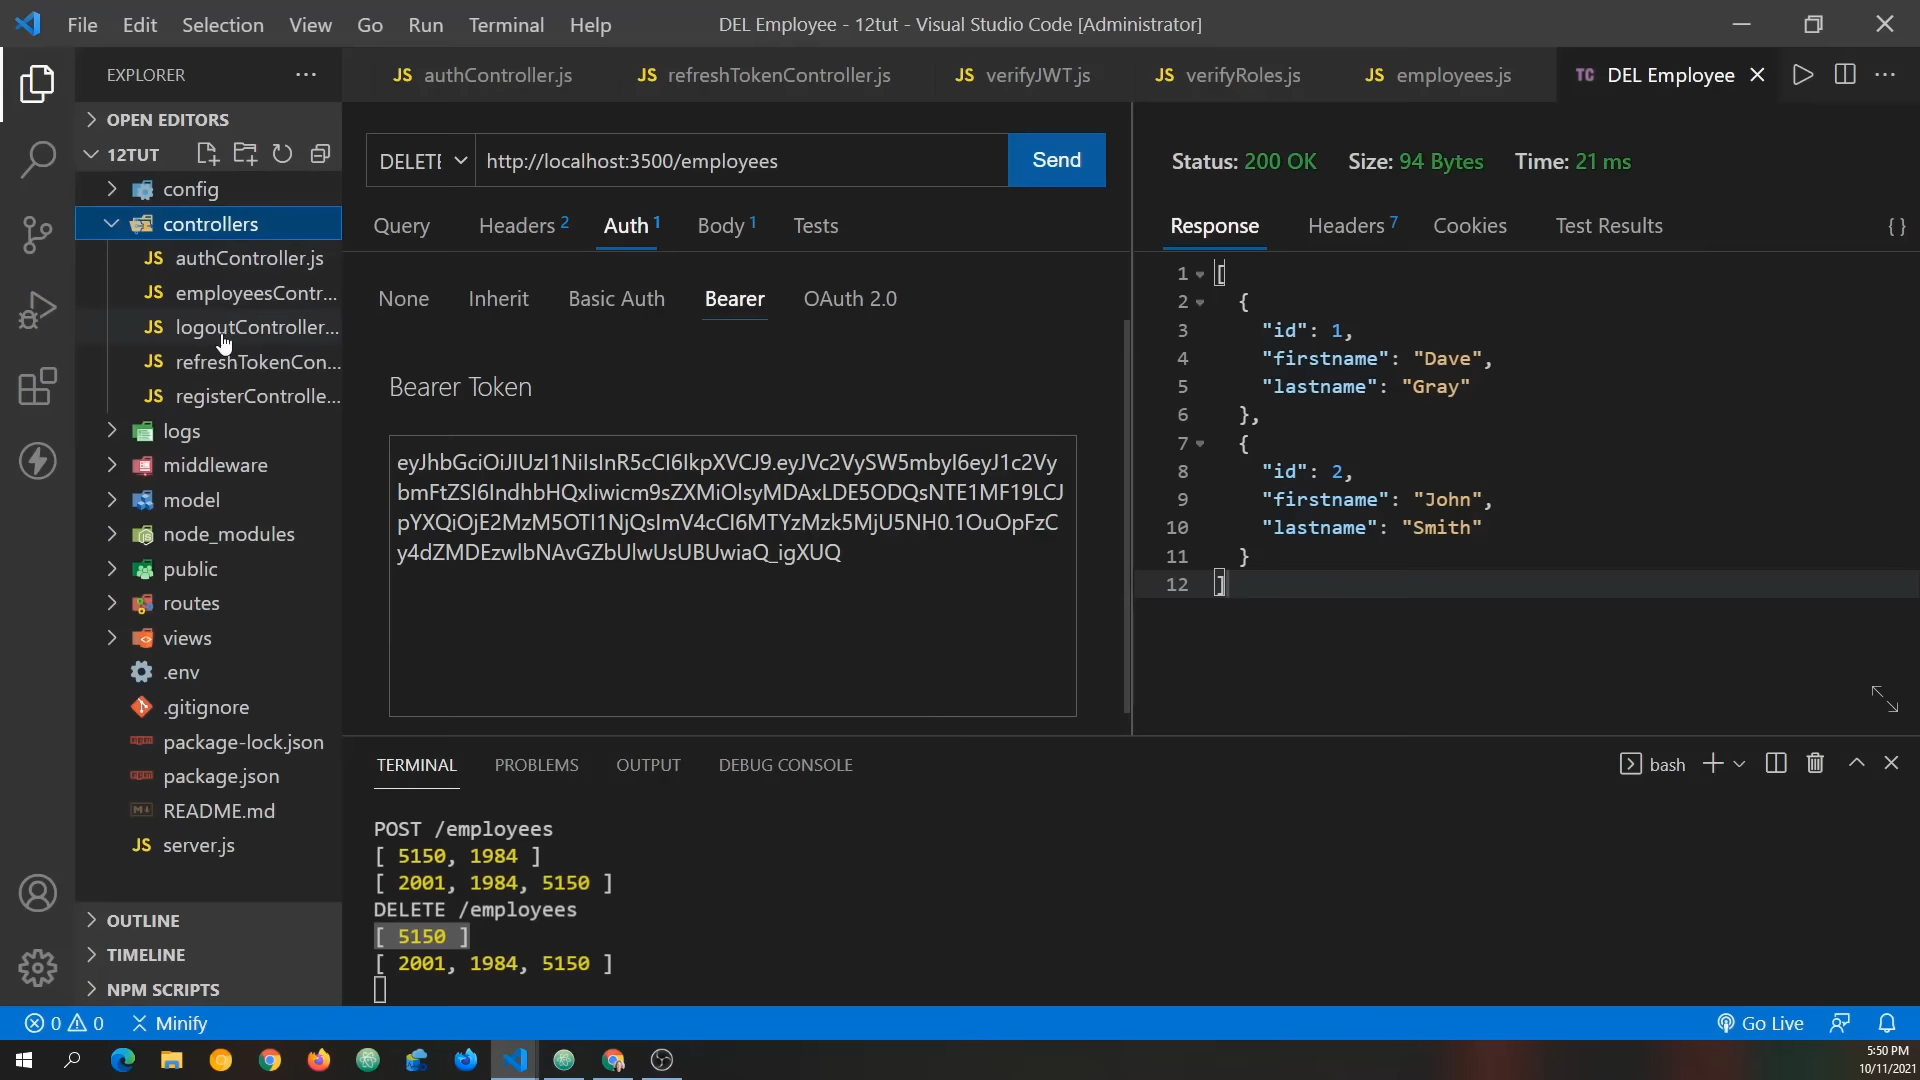 File Edit Selection View Go Run Terminal Help
DEL Employee - 12tut - Visual Studio Code [Administrator]
EXPLORER
OPEN EDITORS
12TUT
config
controllers
JS authController.js
JS employeesContr...
JS logoutController...
JS refreshTokenCon...
JS registerControlle...
logs
middleware
model
node_modules
public
routes
views
.env
.gitignore
package-lock.json
package.json
README.md
JS server.js
OUTLINE
TIMELINE
NPM SCRIPTS
JS authController.js
JS refreshTokenController.js
JS verifyJWT.js
JS verifyRoles.js
JS employees.js
TC DEL Employee
DELETE http://localhost:3500/employees Send
Query Headers 2 Auth 1 Body 1 Tests
None Inherit Basic Auth Bearer OAuth 2.0
Bearer Token
eyJhbGciOiJIUzI1NiIsInR5cCI6IkpXVCJ9.eyJVc2VySW5mbyI6eyJ1c2Vy
bmFtZSI6IndhbHQxIiwicm9sZXMiOlsyMDAxLDE5ODQsNTE1MF19LCJ
pYXQiOjE2MzM5OTI1NjQsImV4cCI6MTYzMzk5MjU5NH0.1OuOpFzC
y4dZMDEzwlbNAvGZbUlwUsUBUwiaQ_igXUQ
Status: 200 OK Size: 94 Bytes Time: 21 ms
Response Headers 7 Cookies Test Results { }
1 [
2 {
3 "id": 1,
4 "firstname": "Dave",
5 "lastname": "Gray"
6 },
7 {
8 "id": 2,
9 "firstname": "John",
10 "lastname": "Smith"
11 }
12 ]
TERMINAL PROBLEMS OUTPUT DEBUG CONSOLE
bash
POST /employees
[ 5150, 1984 ]
[ 2001, 1984, 5150 ]
DELETE /employees
[ 5150 ]
[ 2001, 1984, 5150 ]
0 0 Minify
Go Live
5:50 PM
10/11/2021